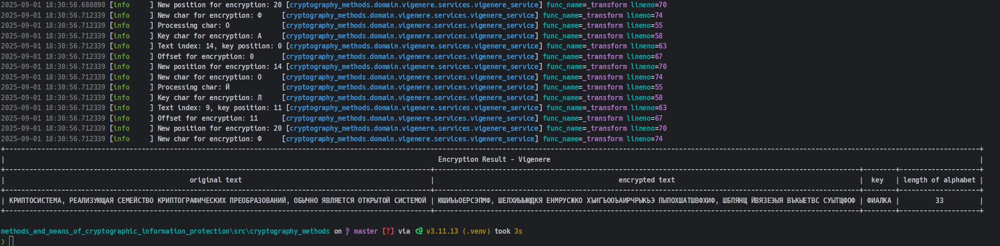 2025-09-01 18:30:56.680890 [info     ] New position for encryption: 20 [cryptography_methods.domain.vigenere.services.vigenere_service] func_name=_transform lineno=70
2025-09-01 18:30:56.712339 [info     ] New char for encryption: Ф     [cryptography_methods.domain.vigenere.services.vigenere_service] func_name=_transform lineno=74
2025-09-01 18:30:56.712339 [info     ] Processing char: О             [cryptography_methods.domain.vigenere.services.vigenere_service] func_name=_transform lineno=55
2025-09-01 18:30:56.712339 [info     ] Key char for encryption: А     [cryptography_methods.domain.vigenere.services.vigenere_service] func_name=_transform lineno=58
2025-09-01 18:30:56.712339 [info     ] Text index: 14, key position: 0 [cryptography_methods.domain.vigenere.services.vigenere_service] func_name=_transform lineno=63
2025-09-01 18:30:56.712339 [info     ] Offset for encryption: 0       [cryptography_methods.domain.vigenere.services.vigenere_service] func_name=_transform lineno=67
2025-09-01 18:30:56.712339 [info     ] New position for encryption: 14 [cryptography_methods.domain.vigenere.services.vigenere_service] func_name=_transform lineno=70
2025-09-01 18:30:56.712339 [info     ] New char for encryption: О     [cryptography_methods.domain.vigenere.services.vigenere_service] func_name=_transform lineno=74
2025-09-01 18:30:56.712339 [info     ] Processing char: Й             [cryptography_methods.domain.vigenere.services.vigenere_service] func_name=_transform lineno=55
2025-09-01 18:30:56.712339 [info     ] Key char for encryption: Л     [cryptography_methods.domain.vigenere.services.vigenere_service] func_name=_transform lineno=58
2025-09-01 18:30:56.712339 [info     ] Text index: 9, key position: 11 [cryptography_methods.domain.vigenere.services.vigenere_service] func_name=_transform lineno=63
2025-09-01 18:30:56.712339 [info     ] Offset for encryption: 11      [cryptography_methods.domain.vigenere.services.vigenere_service] func_name=_transform lineno=67
2025-09-01 18:30:56.712339 [info     ] New position for encryption: 20 [cryptography_methods.domain.vigenere.services.vigenere_service] func_name=_transform lineno=70
2025-09-01 18:30:56.712339 [info     ] New char for encryption: Ф     [cryptography_methods.domain.vigenere.services.vigenere_service] func_name=_transform lineno=74
Encryption Result - Vigenere
| original text | encrypted text | key | length of alphabet |
| КРИПТОСИСТЕМА, РЕАЛИЗУЮЩАЯ СЕМЕЙСТВО КРИПТОГРАФИЧЕСКИХ ПРЕОБРАЗОВАНИЙ, ОБЫЧНО ЯВЛЯЕТСЯ ОТКРЫТОЙ СИСТЕМОЙ | ЮШИЪЬОЕРСЭПМФ, ШЕЛХИЫЫЮДКЯ ЕНМРУСЖКО ХЪИГЪООЪАИРЧРЫКЬЭ ПЫПОХШАТШВФХИФ, ШБПЯНЩ ЙВЯЗЕЭЫЯ ВЪКЫЕТВС СУЫТЩФОФ | ФИАЛКА | 33 |
methods_and_means_of_cryptographic_information_protection\src\cryptography_methods on master [?] via v3.11.13 (.venv) took 3s
❯